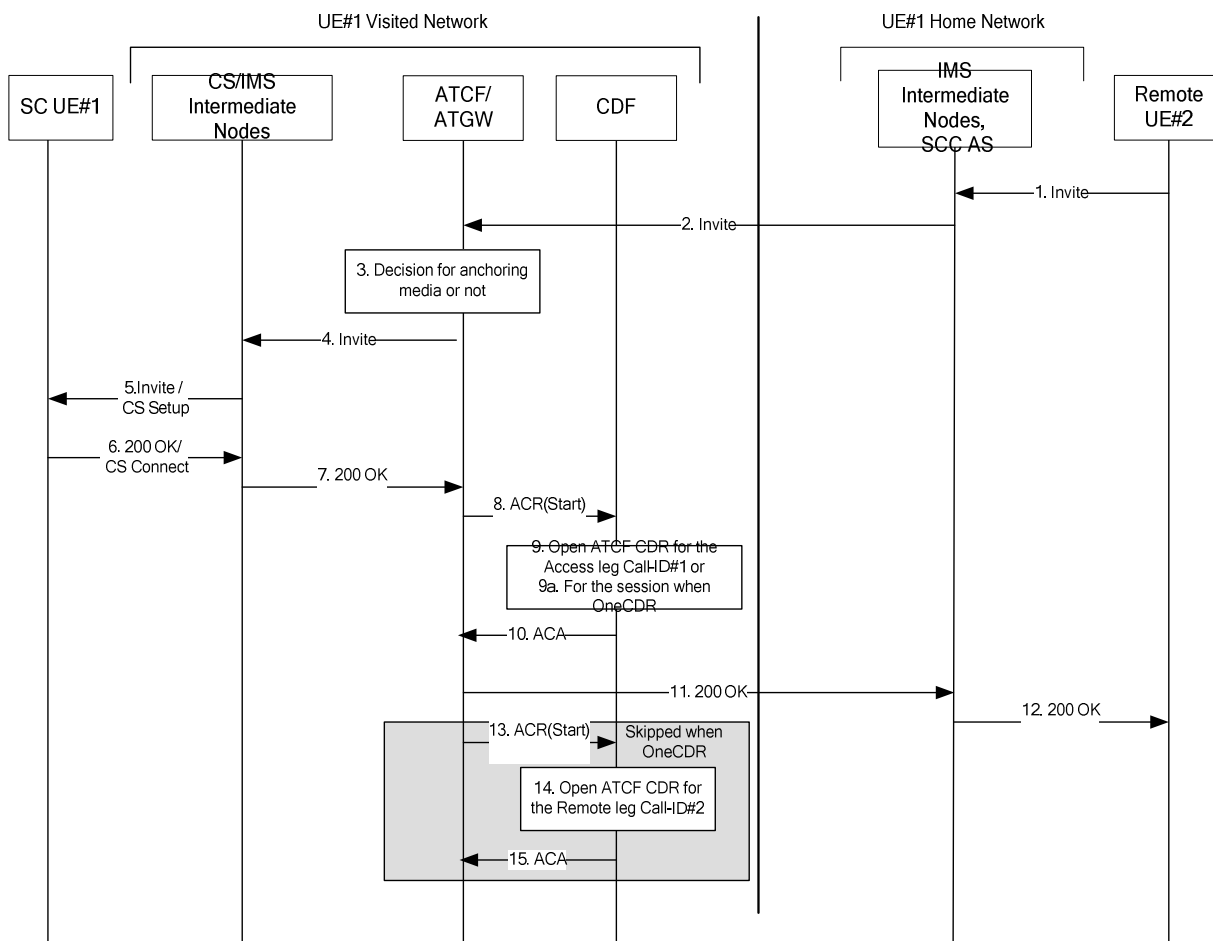 UE#1 Visited Network
UE#1 Home Network
SC UE#1
CS/IMS
Intermediate
Nodes
ATCF/
ATGW
CDF
IMS
Intermediate
Nodes,
SCC AS
Remote
UE#2
1. Invite
2. Invite
3. Decision for anchoring
media or not
4. Invite
5.Invite /
CS Setup
6. 200 OK/
CS Connect
7. 200 OK
8. ACR(Start)
9. Open ATCF CDR for the
Access leg Call-ID#1 or
9a. For the session when
OneCDR
10. ACA
11. 200 OK
12. 200 OK
13. ACR(Start)
Skipped when
OneCDR
14. Open ATCF CDR for
the Remote leg Call-ID#2
15. ACA